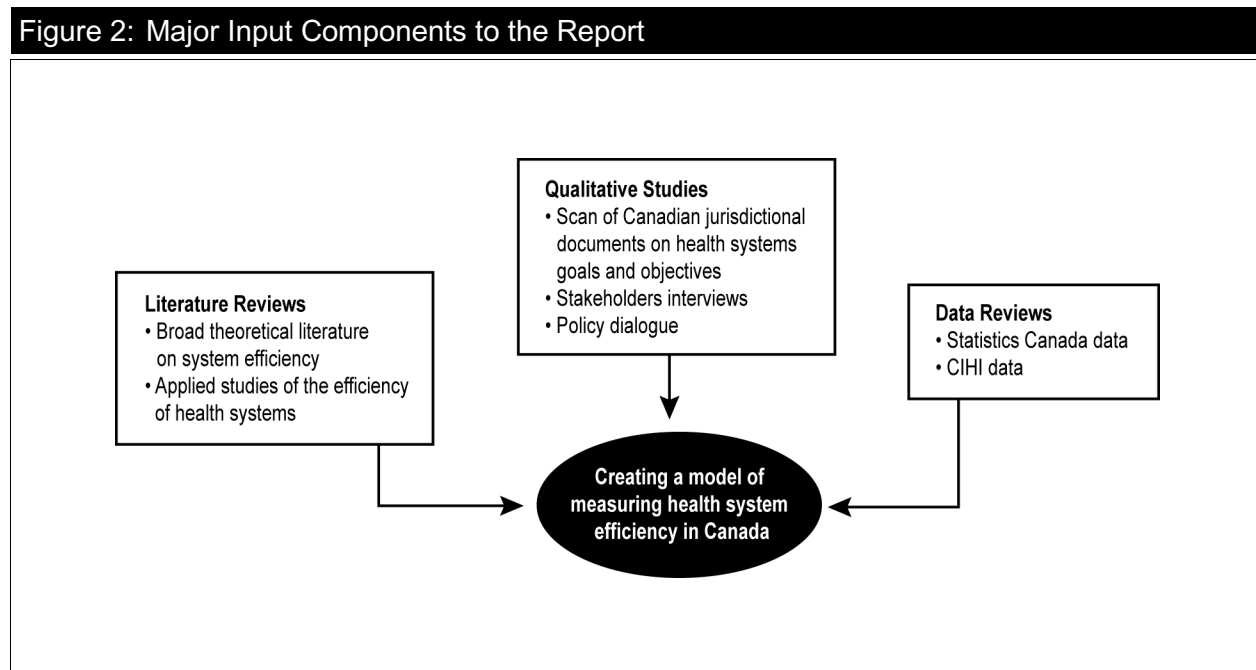 Figure 2: Major Input Components to the Report
Qualitative Studies
• Scan of Canadian jurisdictional
documents on health systems
goals and objectives
• Stakeholders interviews
• Policy dialogue
Literature Reviews
• Broad theoretical literature
on system efficiency
• Applied studies of the efficiency
of health systems
Data Reviews
• Statistics Canada data
• CIHI data
Creating a model of
measuring health system
efficiency in Canada